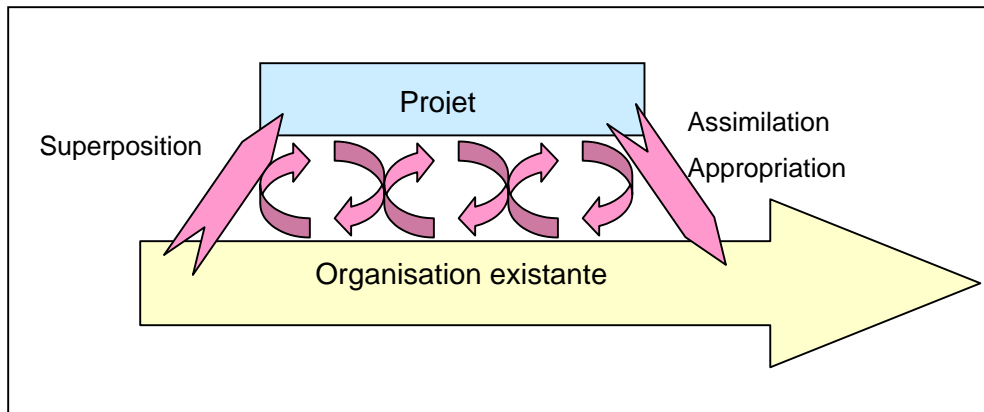 Projet
Superposition
Assimilation
Appropriation
Organisation existante